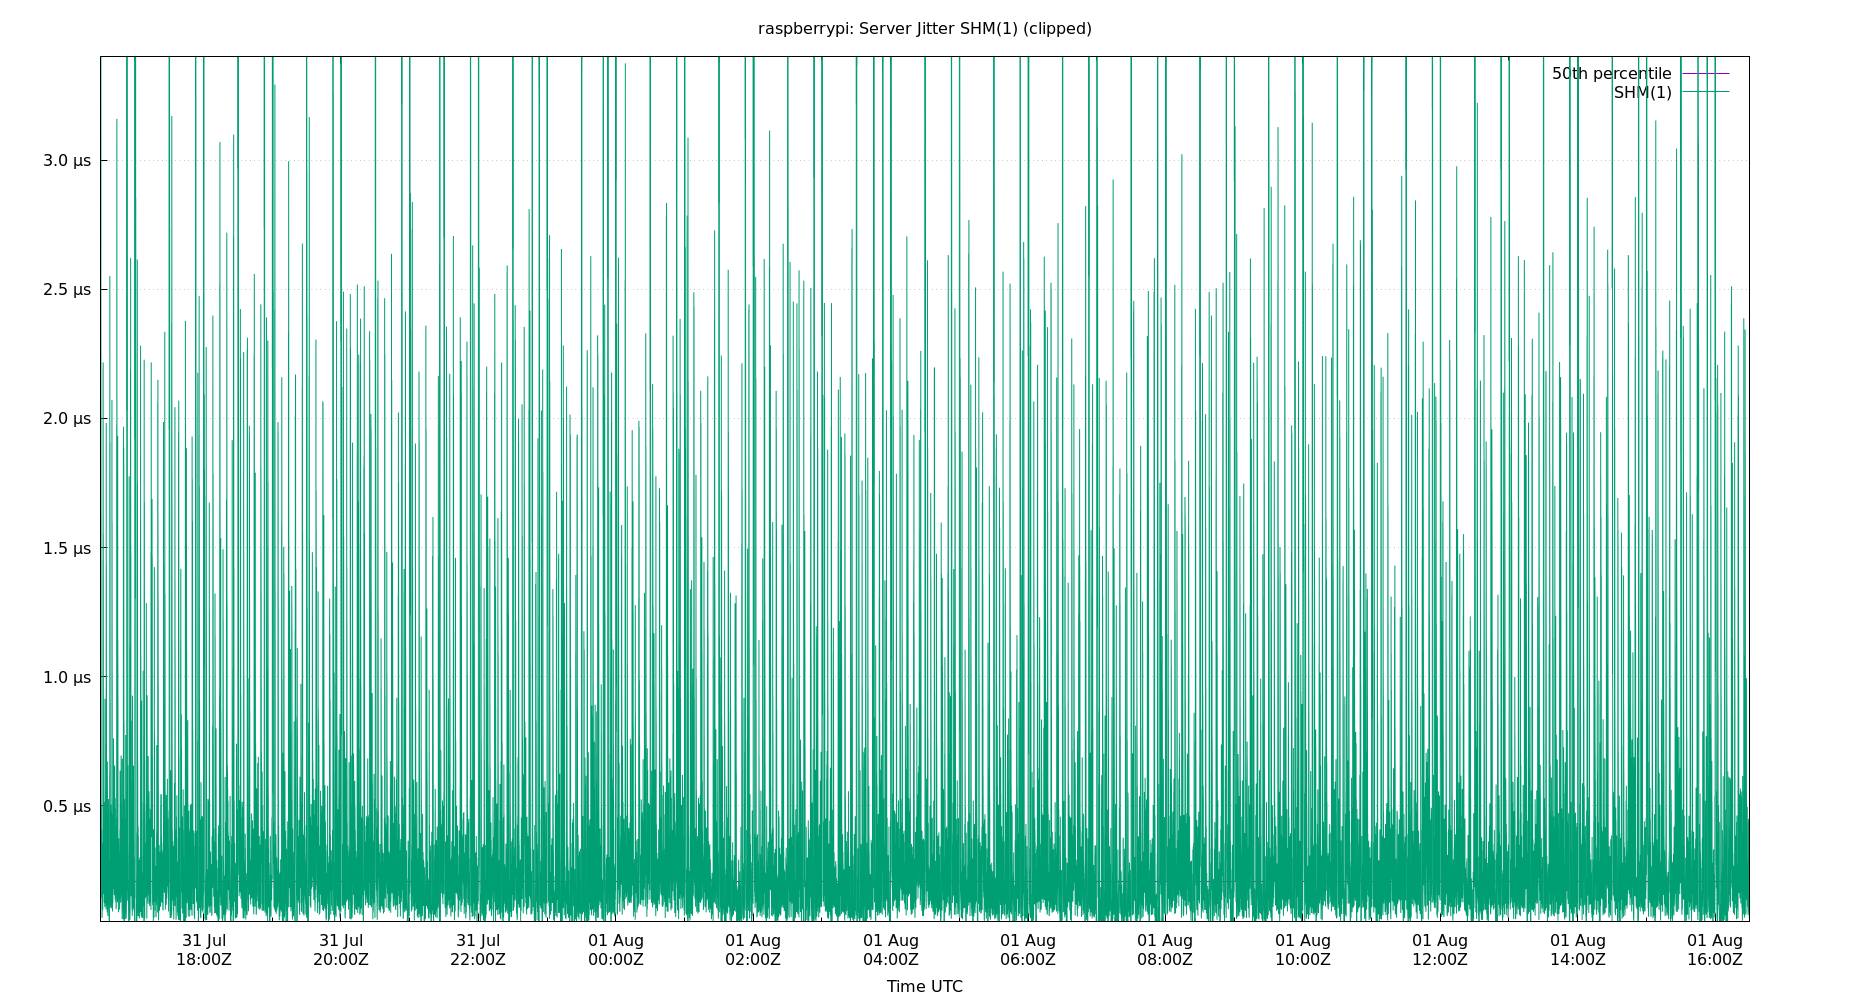 raspberrypi: Server Jitter SHM(1) (clipped)
50th percentile
SHM(1)
3.0 µs
2.5 µs
2.0 µs
1.5 µs
1.0 µs
0.5 µs
31 Jul 31 Jul 31 Jul 01 Aug 01 Aug 01 Aug 01 Aug 01 Aug 01 Aug 01 Aug 01 Aug 01 Aug
18:00Z 20:00Z 22:00Z 00:00Z 02:00Z 04:00Z 06:00Z 08:00Z 10:00Z 12:00Z 14:00Z 16:00Z
Time UTC